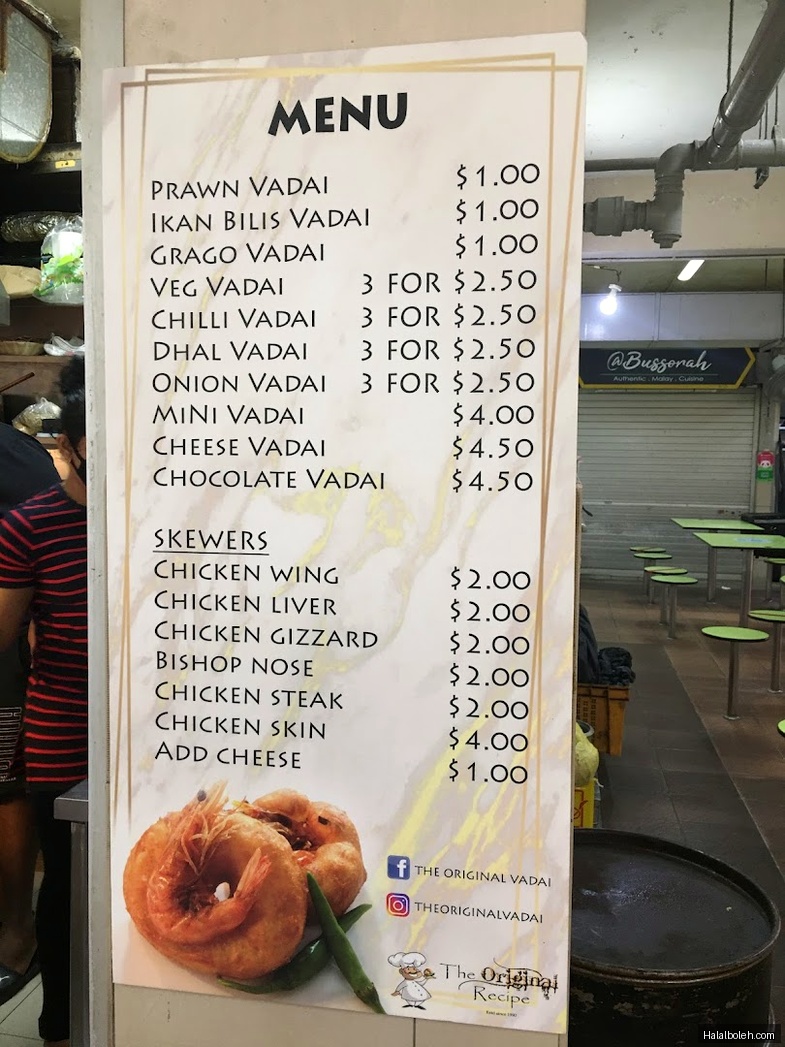 MENU
PRAWN VADAI $1.00
IKAN BILIS VADAI $1.00
GRAGO VADAI $1.00
VEG VADAI 3 FOR $2.50
CHILLI VADAI 3 FOR $2.50
DHAL VADAI 3 FOR $2.50
ONION VADAI 3 FOR $2.50
MINI VADAI $4.00
CHEESE VADAI $4.50
CHOCOLATE VADAI $4.50
SKEWERS
CHICKEN WING $2.00
CHICKEN LIVER $2.00
CHICKEN GIZZARD $2.00
BISHOP NOSE $2.00
CHICKEN STEAK $2.00
CHICKEN SKIN $4.00
ADD CHEESE $1.00
f THE ORIGINAL VADAI
THEORIGINALVADAI
The Original
Recipe
@Bussorah
Authentic . Malay . Cuisine
Halalboleh.com